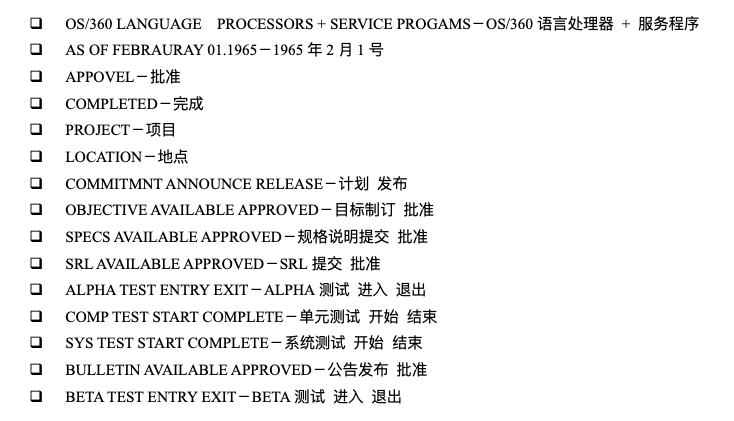 ❑ OS/360 LANGUAGE PROCESSORS + SERVICE PROGAMS－OS/360 语言处理器 + 服务程序
❑ AS OF FEBRAURAY 01.1965－1965 年 2 月 1 号
❑ APPOVEL－批准
❑ COMPLETED－完成
❑ PROJECT－项目
❑ LOCATION－地点
❑ COMMITMNT ANNOUNCE RELEASE－计划 发布
❑ OBJECTIVE AVAILABLE APPROVED－目标制订 批准
❑ SPECS AVAILABLE APPROVED－规格说明提交 批准
❑ SRL AVAILABLE APPROVED－SRL 提交 批准
❑ ALPHA TEST ENTRY EXIT－ALPHA 测试 进入 退出
❑ COMP TEST START COMPLETE－单元测试 开始 结束
❑ SYS TEST START COMPLETE－系统测试 开始 结束
❑ BULLETIN AVAILABLE APPROVED－公告发布 批准
❑ BETA TEST ENTRY EXIT－BETA 测试 进入 退出